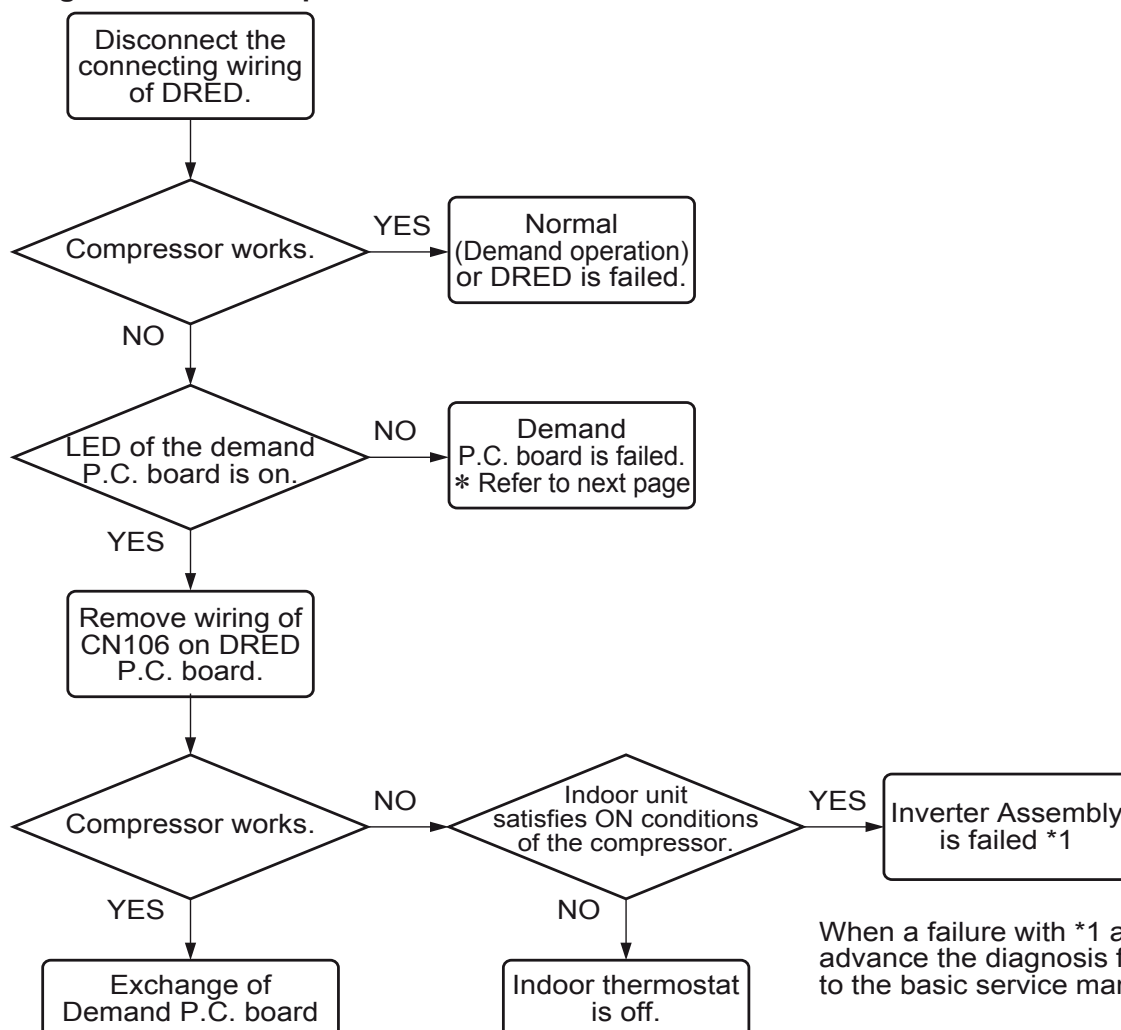 Disconnect the
connecting wiring
of DRED.
Compressor works.
YES
Normal
(Demand operation)
or DRED is failed.
NO
LED of the demand
P.C. board is on.
NO
Demand
P.C. board is failed.
* Refer to next page
YES
Remove wiring of
CN106 on DRED
P.C. board.
Compressor works.
NO
Indoor unit
satisfies ON conditions
of the compressor.
YES
Inverter Assembly
is failed *1
YES
Exchange of
Demand P.C. board
NO
Indoor thermostat
is off.
When a failure with *1
advance the diagnosis
to the basic service